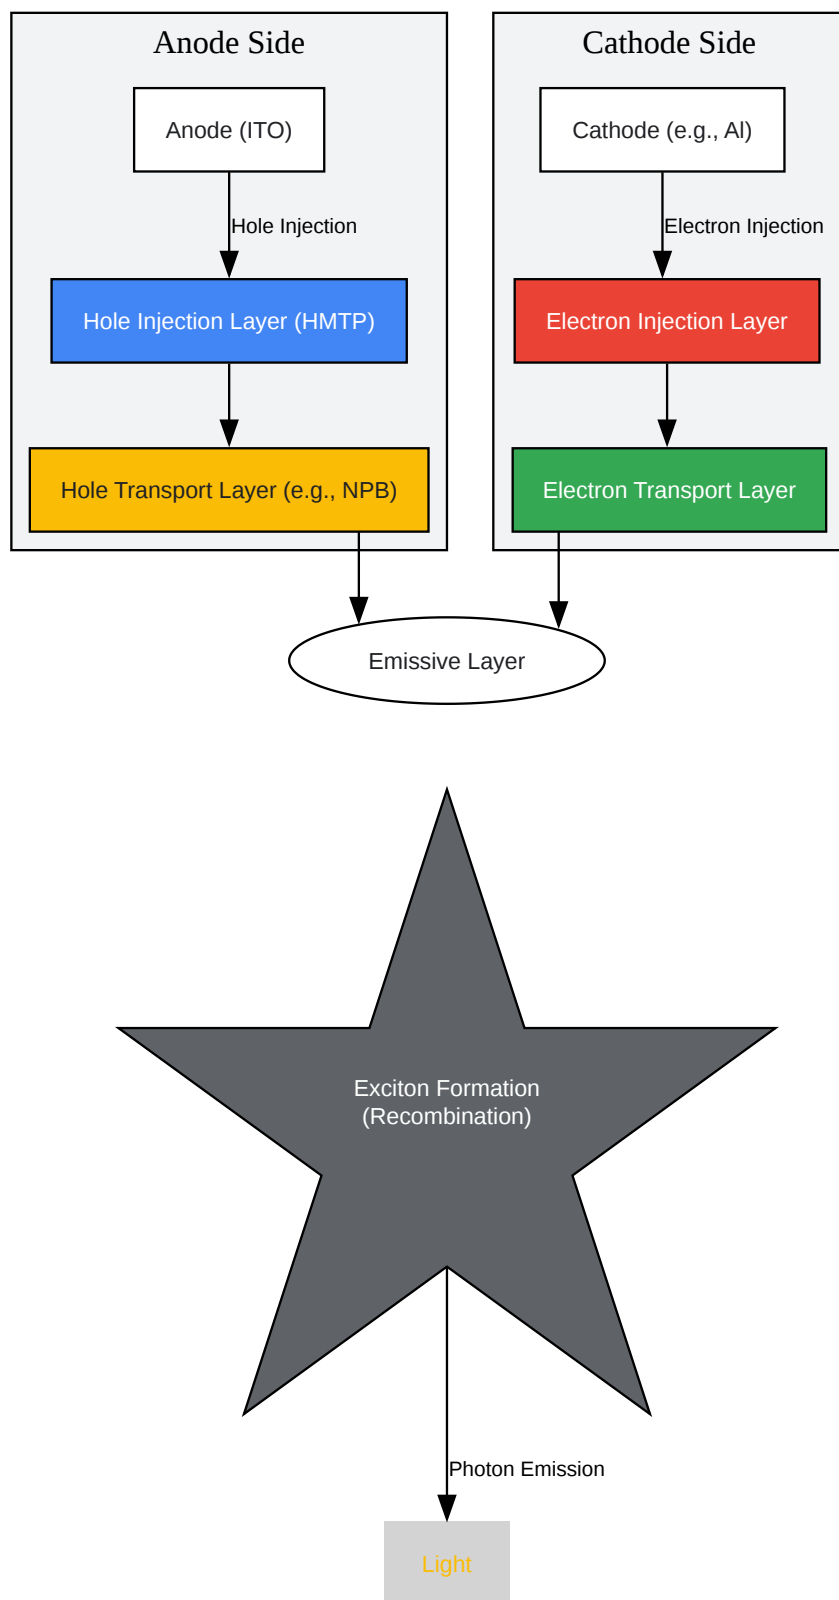 Anode Side
Anode (ITO)
Hole Injection
Hole Injection Layer (HMTP)
Hole Transport Layer (e.g., NPB)
Cathode Side
Cathode (e.g., Al)
Electron Injection
Electron Injection Layer
Electron Transport Layer
Emissive Layer
Exciton Formation
(Recombination)
Photon Emission
Light